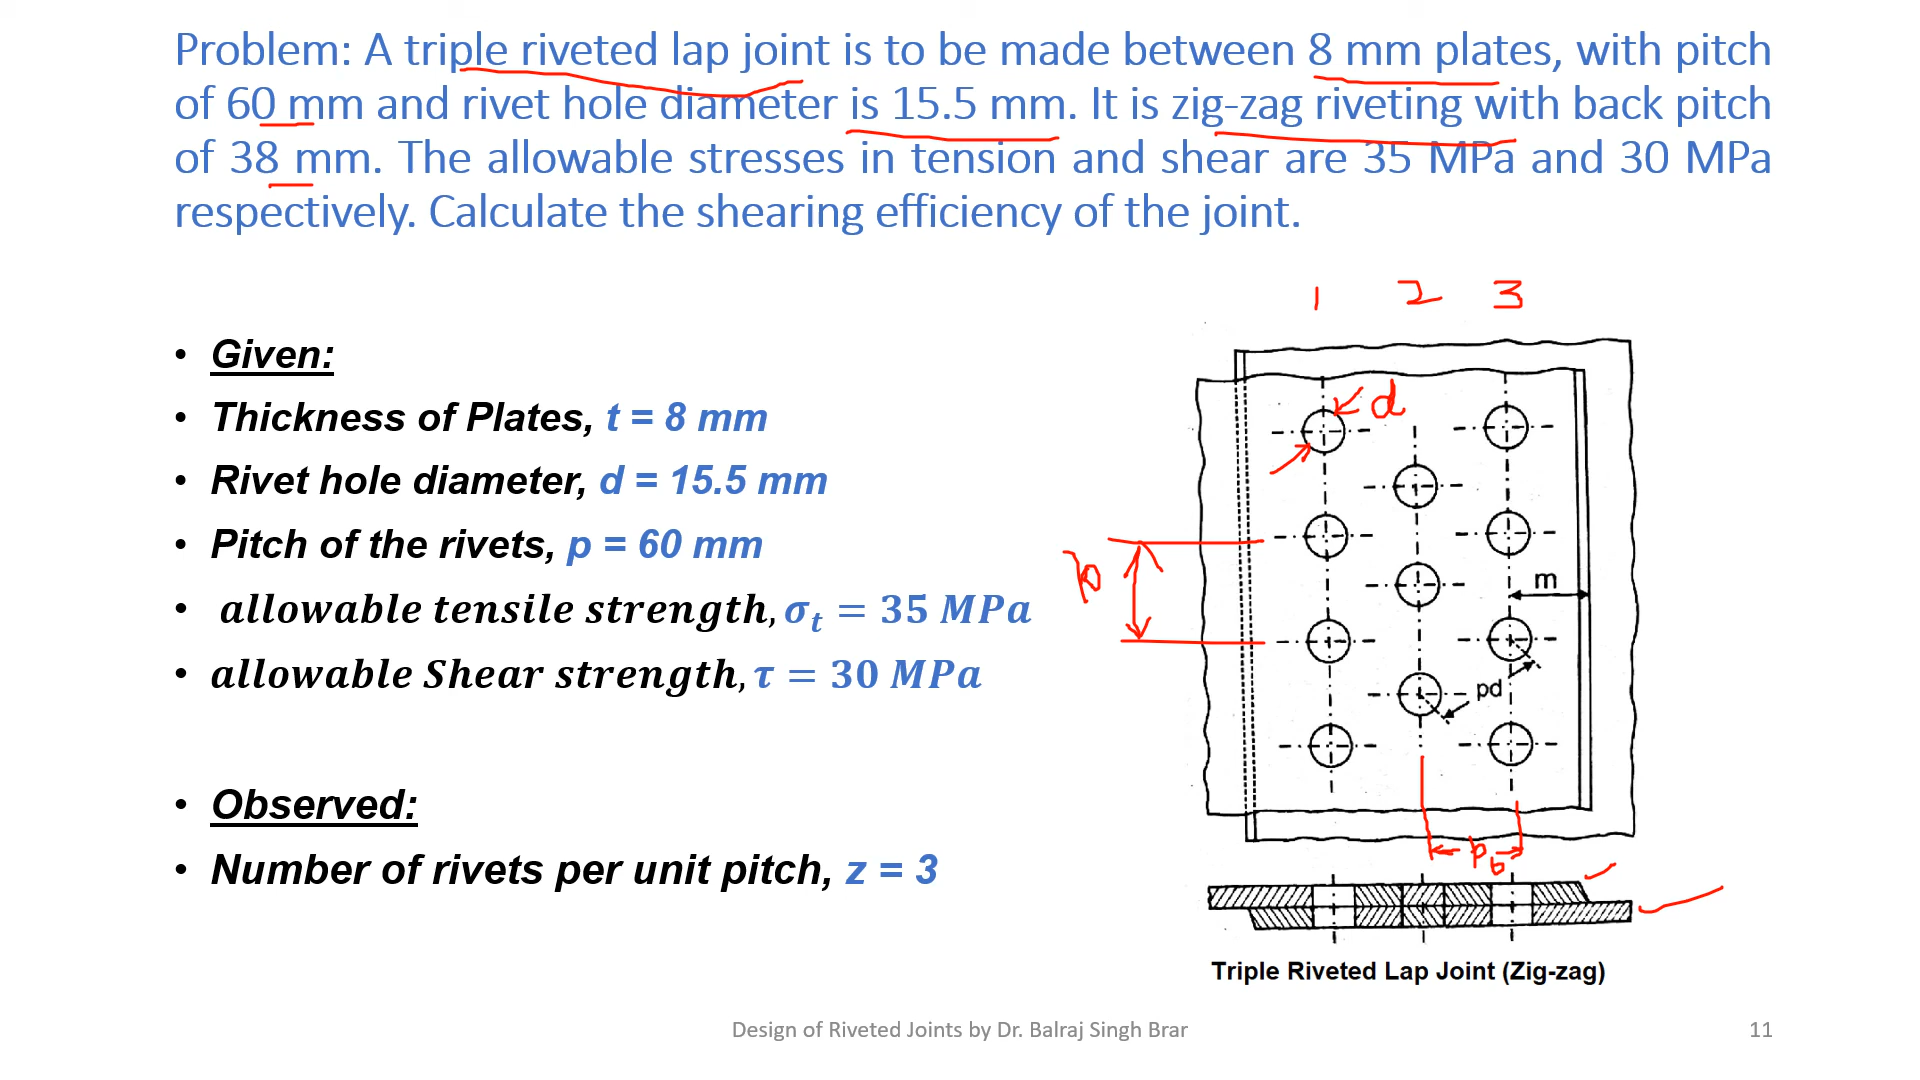 Problem: A triple riveted lap joint is to be made between 8 mm plates, with pitch
of 60 mm and rivet hole diameter is 15.5 mm. It is zig-zag riveting with back pitch
of 38 mm. The allowable stresses in tension and shear are 35 MPa and 30 MPa
respectively. Calculate the shearing efficiency of the joint.
• Given:
• Thickness of Plates, t = 8 mm
• Rivet hole diameter, d = 15.5 mm
• Pitch of the rivets, p = 60 mm
• allowable tensile strength, σt = 35 MPa
• allowable Shear strength, τ = 30 MPa
• Observed:
• Number of rivets per unit pitch, z = 3
1 2 3
d
p
m
pd
pb
Triple Riveted Lap Joint (Zig-zag)
Design of Riveted Joints by Dr. Balraj Singh Brar
11